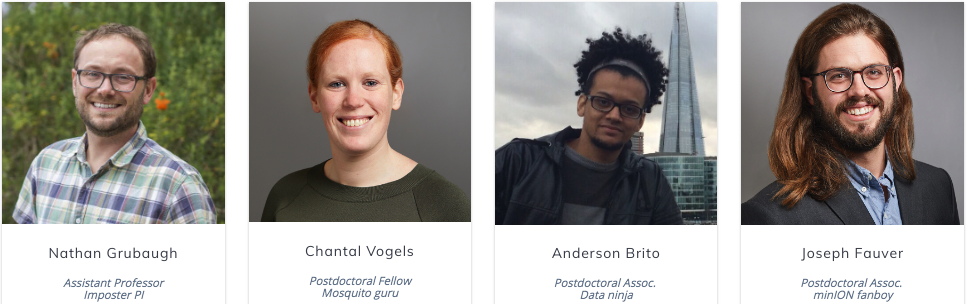 Nathan Grubaugh
Assistant Professor
Imposter PI
Chantal Vogels
Postdoctoral Fellow
Mosquito guru
Anderson Brito
Postdoctoral Assoc.
Data ninja
Joseph Fauver
Postdoctoral Assoc.
minION fanboy